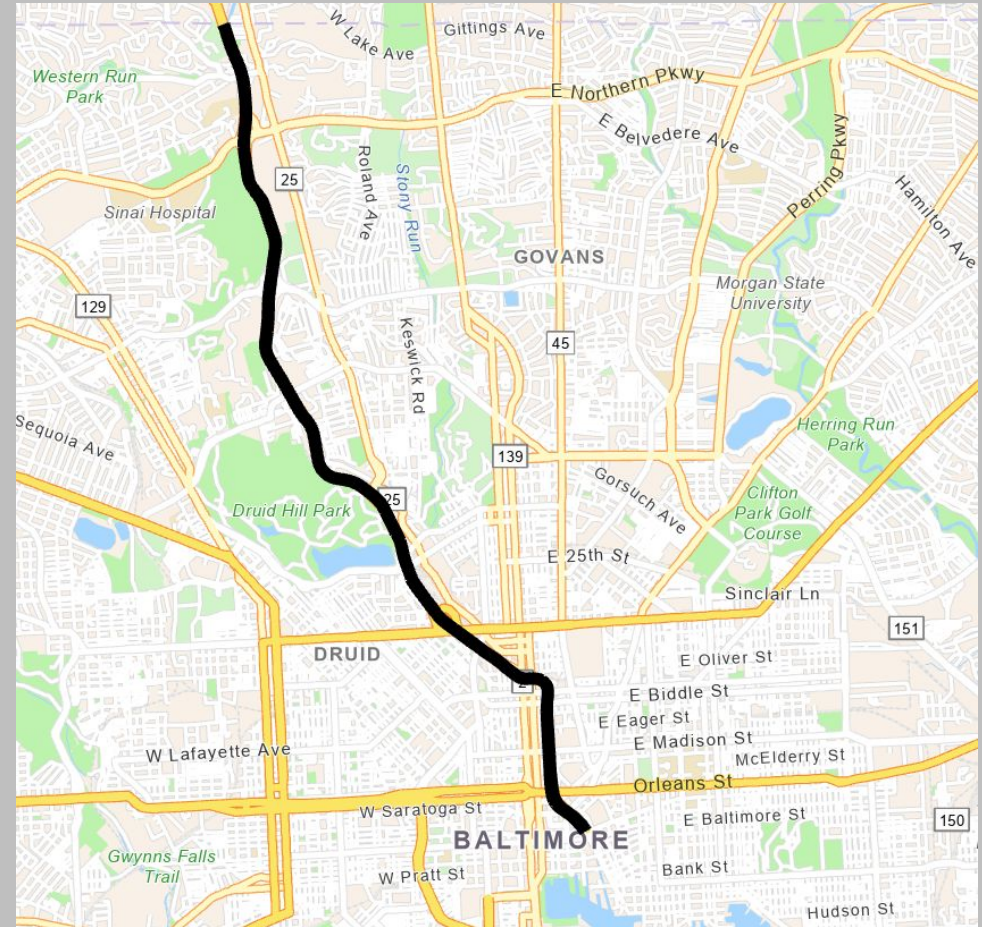 W Lake Ave
Gittings Ave
Western Run
Park
E Northern Pkwy
E Belvedere Ave
Perring Pkwy
Roland Ave
Stony Run
25
Hamilton Ave
Sinai Hospital
GOVANS
Morgan State
University
129
Keswick Rd
45
Sequoia Ave
Herring Run
Park
139
25
Gorsuch Ave
Clifton
Park Golf
Course
Druid Hill Park
E 25th St
Sinclair Ln
151
DRUID
E Oliver St
2
E Biddle St
E Eager St
E Madison St
W Lafayette Ave
McElderry St
Orleans St
W Saratoga St
E Baltimore St
150
BALTIMORE
Gwynns Falls
Trail
W Pratt St
Bank St
Hudson St